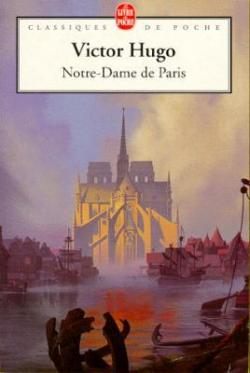 LE LIVRE DE POCHE
CLASSIQUES DE POCHE
Victor Hugo
Notre-Dame de Paris